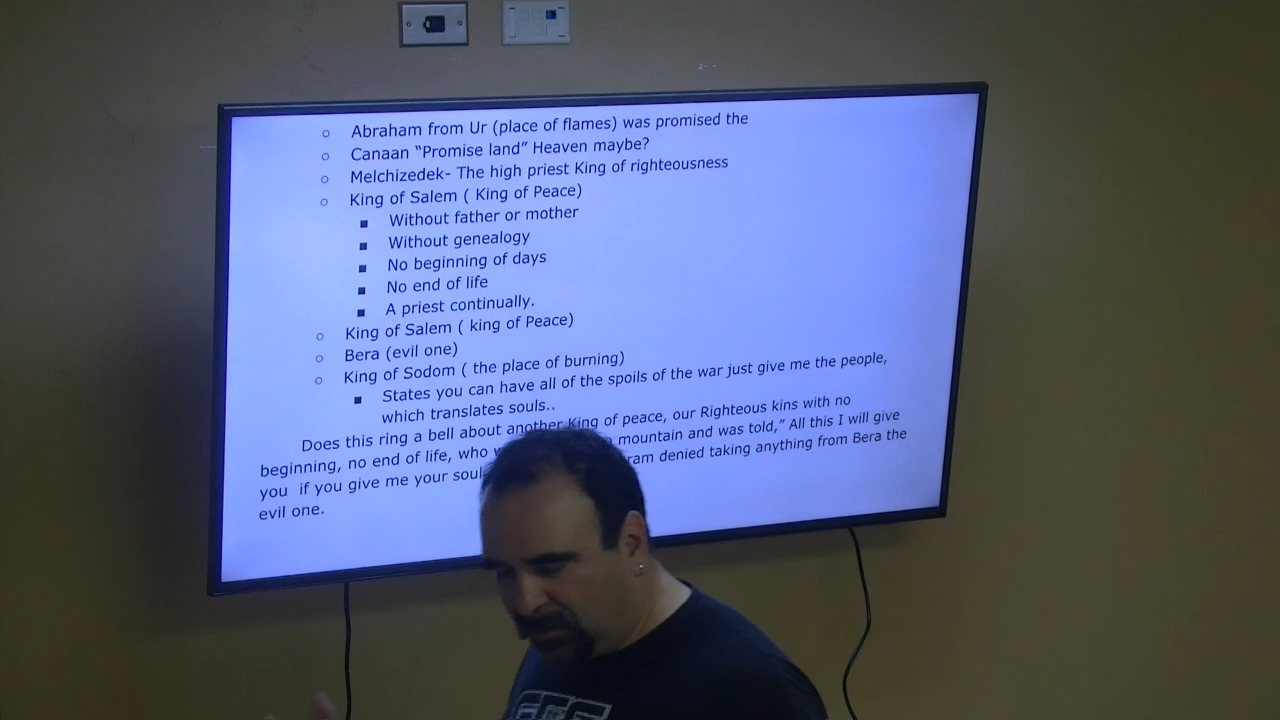 Abraham from Ur (place of flames) was promised the
Canaan “Promise land” Heaven maybe?
Melchizedek- The high priest King of righteousness
King of Salem ( King of Peace)
Without father or mother
Without genealogy
No beginning of days
No end of life
A priest continually.
King of Salem ( king of Peace)
Bera (evil one)
King of Sodom ( the place of burning)
States you can have all of the spoils of the war just give me the people,
which translates souls..
Does this ring a bell about another King of peace, our Righteous kins with no
beginning, no end of life, who mountain and was told,” All this I will give
you if you give me your soul denied taking anything from Bera the
evil one.